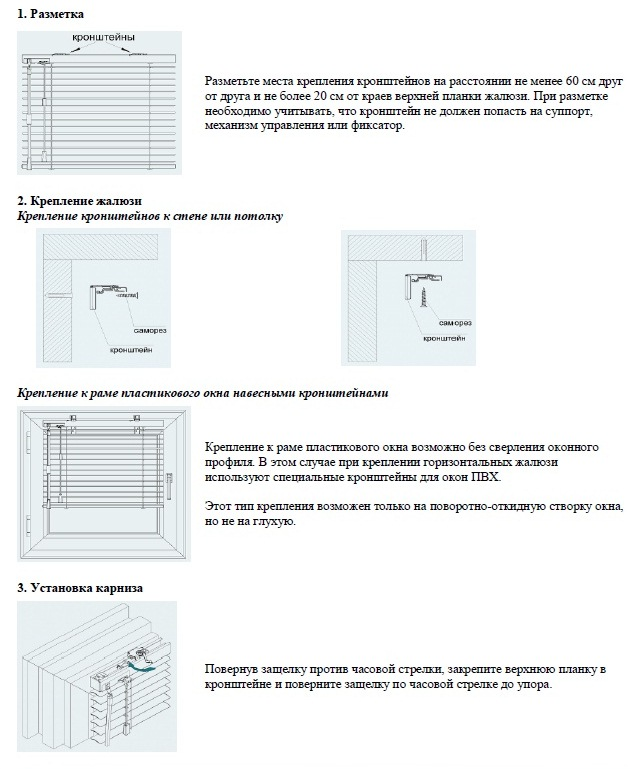 1. Разметка
кронштейны
Разметьте места крепления кронштейнов на расстоянии не менее 60 см друг
от друга и не более 20 см от краев верхней планки жалюзи. При разметке
необходимо учитывать, что кронштейн не должен попасть на суппорт,
механизм управления или фиксатор.
2. Крепление жалюзи
Крепление кронштейнов к стене или потолку
саморез
кронштейн
саморез
кронштейн
Крепление к раме пластикового окна навесными кронштейнами
Крепление к раме пластикового окна возможно без сверления оконного
профиля. В этом случае при креплении горизонтальных жалюзи
используют специальные кронштейны для окон ПВХ.
Этот тип крепления возможен только на поворотно-откидную створку окна,
но не на глухую.
3. Установка карниза
Повернув защелку против часовой стрелки, закрепите верхнюю планку в
кронштейне и поверните защелку по часовой стрелке до упора.